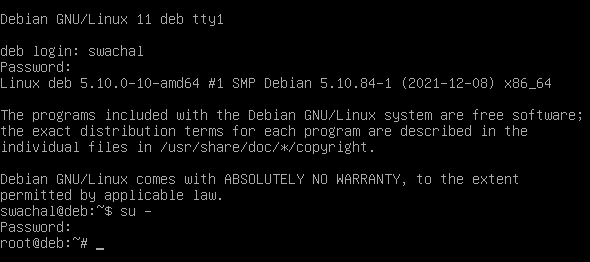 Debian GNU/Linux 11 deb tty1
deb login: swachal
Password:
Linux deb 5.10.0-10-amd64 #1 SMP Debian 5.10.84-1 (2021-12-08) x86_64
The programs included with the Debian GNU/Linux system are free software;
the exact distribution terms for each program are described in the
individual files in /usr/share/doc/*/copyright.
Debian GNU/Linux comes with ABSOLUTELY NO WARRANTY, to the extent
permitted by applicable law.
swachal@deb:~$ su -
Password:
root@deb:~# _